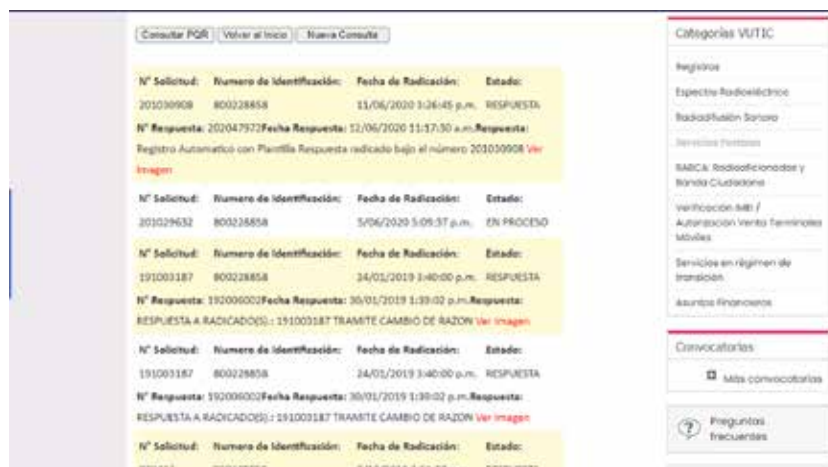 Consultar PQR Volver al Inicio Nueva Consulta
N° Solicitud: Numero de Identificación: Fecha de Radicación: Estado:
201030908 800228858 11/06/2020 3:26:45 p.m. RESPUESTA
N° Respuesta: 202047972Fecha Respuesta: 12/06/2020 11:17:30 a.m.Respuesta:
Registro Automatico con Plantilla Respuesta radicado bajo el número 201030908 Ver
Imagen
N° Solicitud: Numero de Identificación: Fecha de Radicación: Estado:
201029632 800228858 5/06/2020 5:09:37 p.m. EN PROCESO
N° Solicitud: Numero de Identificación: Fecha de Radicación: Estado:
191003187 800228858 24/01/2019 3:40:00 p.m. RESPUESTA
N° Respuesta: 192006002Fecha Respuesta: 30/01/2019 1:39:02 p.m.Respuesta:
RESPUESTA A RADICADO(S).: 191003187 TRAMITE CAMBIO DE RAZON Ver Imagen
N° Solicitud: Numero de Identificación: Fecha de Radicación: Estado:
191003187 800228858 24/01/2019 3:40:00 p.m. RESPUESTA
N° Respuesta: 192006002Fecha Respuesta: 30/01/2019 1:39:02 p.m.Respuesta:
RESPUESTA A RADICADO(S).: 191003187 TRAMITE CAMBIO DE RAZON Ver Imagen
N° Solicitud: Numero de Identificación: Fecha de Radicación: Estado:
Categorías VUTIC
Registros
Espectro Radioeléctrico
Radiodifusión Sonora
Servicios Postales
RABCA: Radioaficionados y
Banda Ciudadana
Verificación IMEI /
Autorización Venta Terminales
Móviles
Servicios en régimen de
transición
Asuntos Financieros
Convocatorias
Más convocatorias
Preguntas
frecuentes